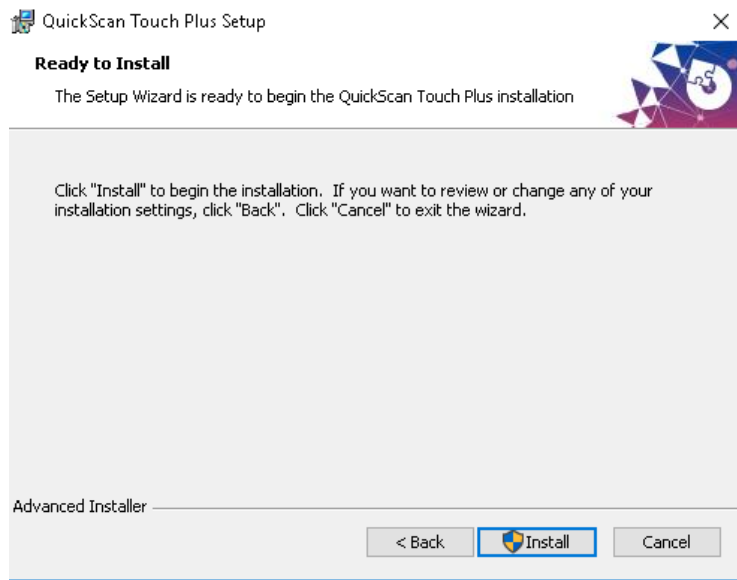 QuickScan Touch Plus Setup
Ready to Install
The Setup Wizard is ready to begin the QuickScan Touch Plus installation
Click "Install" to begin the installation.  If you want to review or change any of your
installation settings, click "Back".  Click "Cancel" to exit the wizard.
Advanced Installer
< Back
Install
Cancel